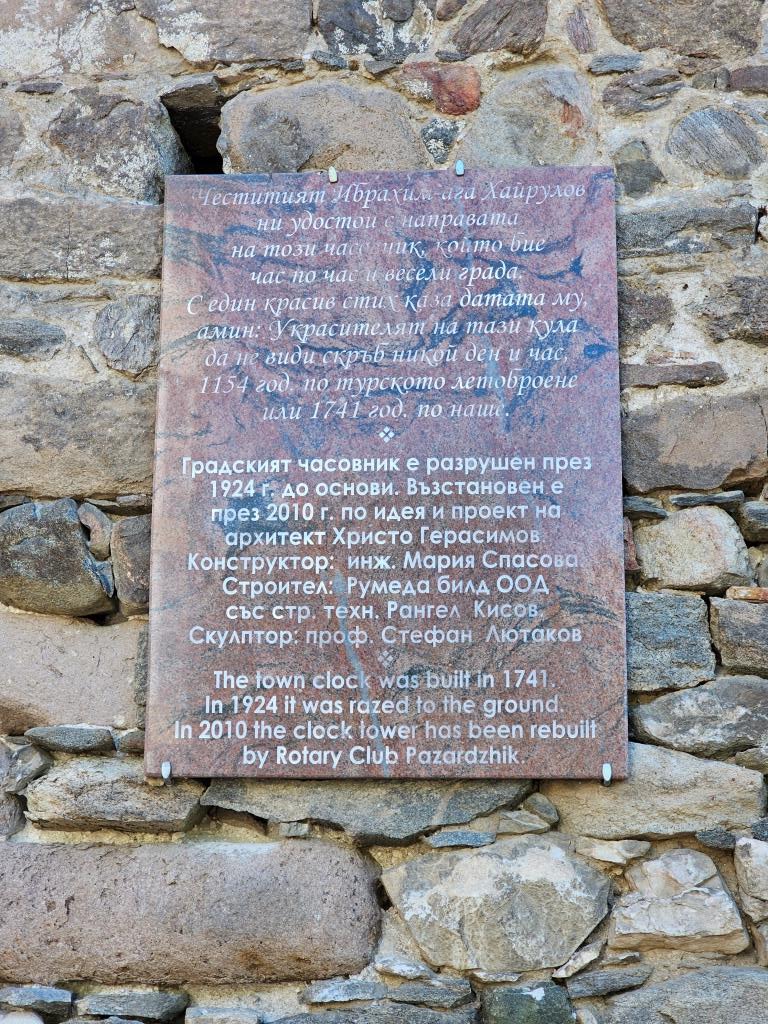 Честитият Ибрахим-ага Хайрулов
ни удостои с направата
на този часовник, който бие
час по час и весели града.
С един красив стих каза датата му,
амин: Украсителят на тази кула
да не види скръб никой ден и час,
1154 год. по турското летоброене
или 1741 год. по наше.
Градският часовник е разрушен през
1924 г. до основи. Възстановен е
през 2010 г. по идея и проект на
архитект Христо Герасимов
Конструктор: инж. Мария Спасова
Строител: Румеда билд ООД
със стр. техн. Рангел Кисов
Скулптор: проф. Стефан Лютаков
The town clock was built in 1741.
In 1924 it was razed to the ground.
In 2010 the clock tower has been rebuilt
by Rotary Club Pazardzhik.